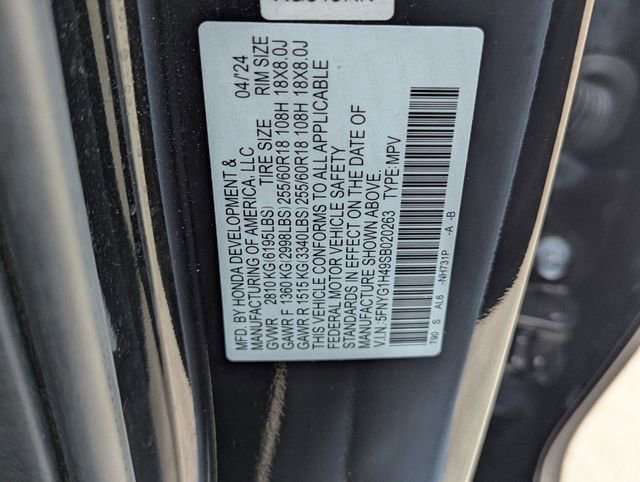 MFD. BY HONDA DEVELOPMENT & 04/'24
MANUFACTURING OF AMERICA, LLC
GVWR 2810 KG (6195LBS) TIRE SIZE RIM SIZE
GAWR F 1360 KG (2998LBS) 255/60R18 108H 18X8.0J
GAWR R 1515 KG (3340LBS) 255/60R18 108H 18X8.0J
THIS VEHICLE CONFORMS TO ALL APPLICABLE
FEDERAL MOTOR VEHICLE SAFETY
STANDARDS IN EFFECT ON THE DATE OF
MANUFACTURE SHOWN ABOVE.
V.I.N. 5FNYG1H49SB020263 TYPE:MPV
T90 S AL6 -NH731P -A -B